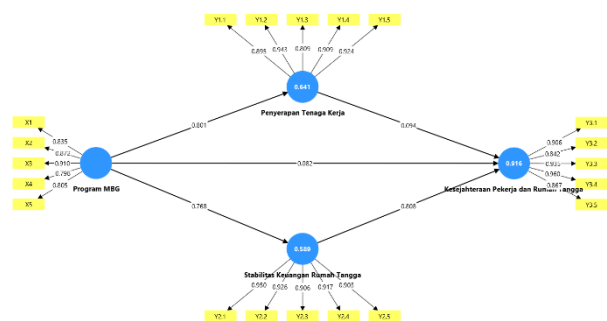 Y1.1 Y1.2 Y1.3 Y1.4 Y1.5
0.895 0.943 0.809 0.909 0.924
0.641
Penyerapan Tenaga Kerja
0.801 0.094
X1
X2
X3
X4
X5
0.835
0.872
0.910
0.796
0.805
Program MBG
0.082
0.916
Kesejahteraan Pekerja dan Rumah Tangga
0.906
0.842
0.935
0.960
0.887
Y3.1
Y3.2
Y3.3
Y3.4
Y3.5
0.768 0.808
0.589
Stabilitas Keuangan Rumah Tangga
0.950 0.926 0.906 0.917 0.903
Y2.1 Y2.2 Y2.3 Y2.4 Y2.5